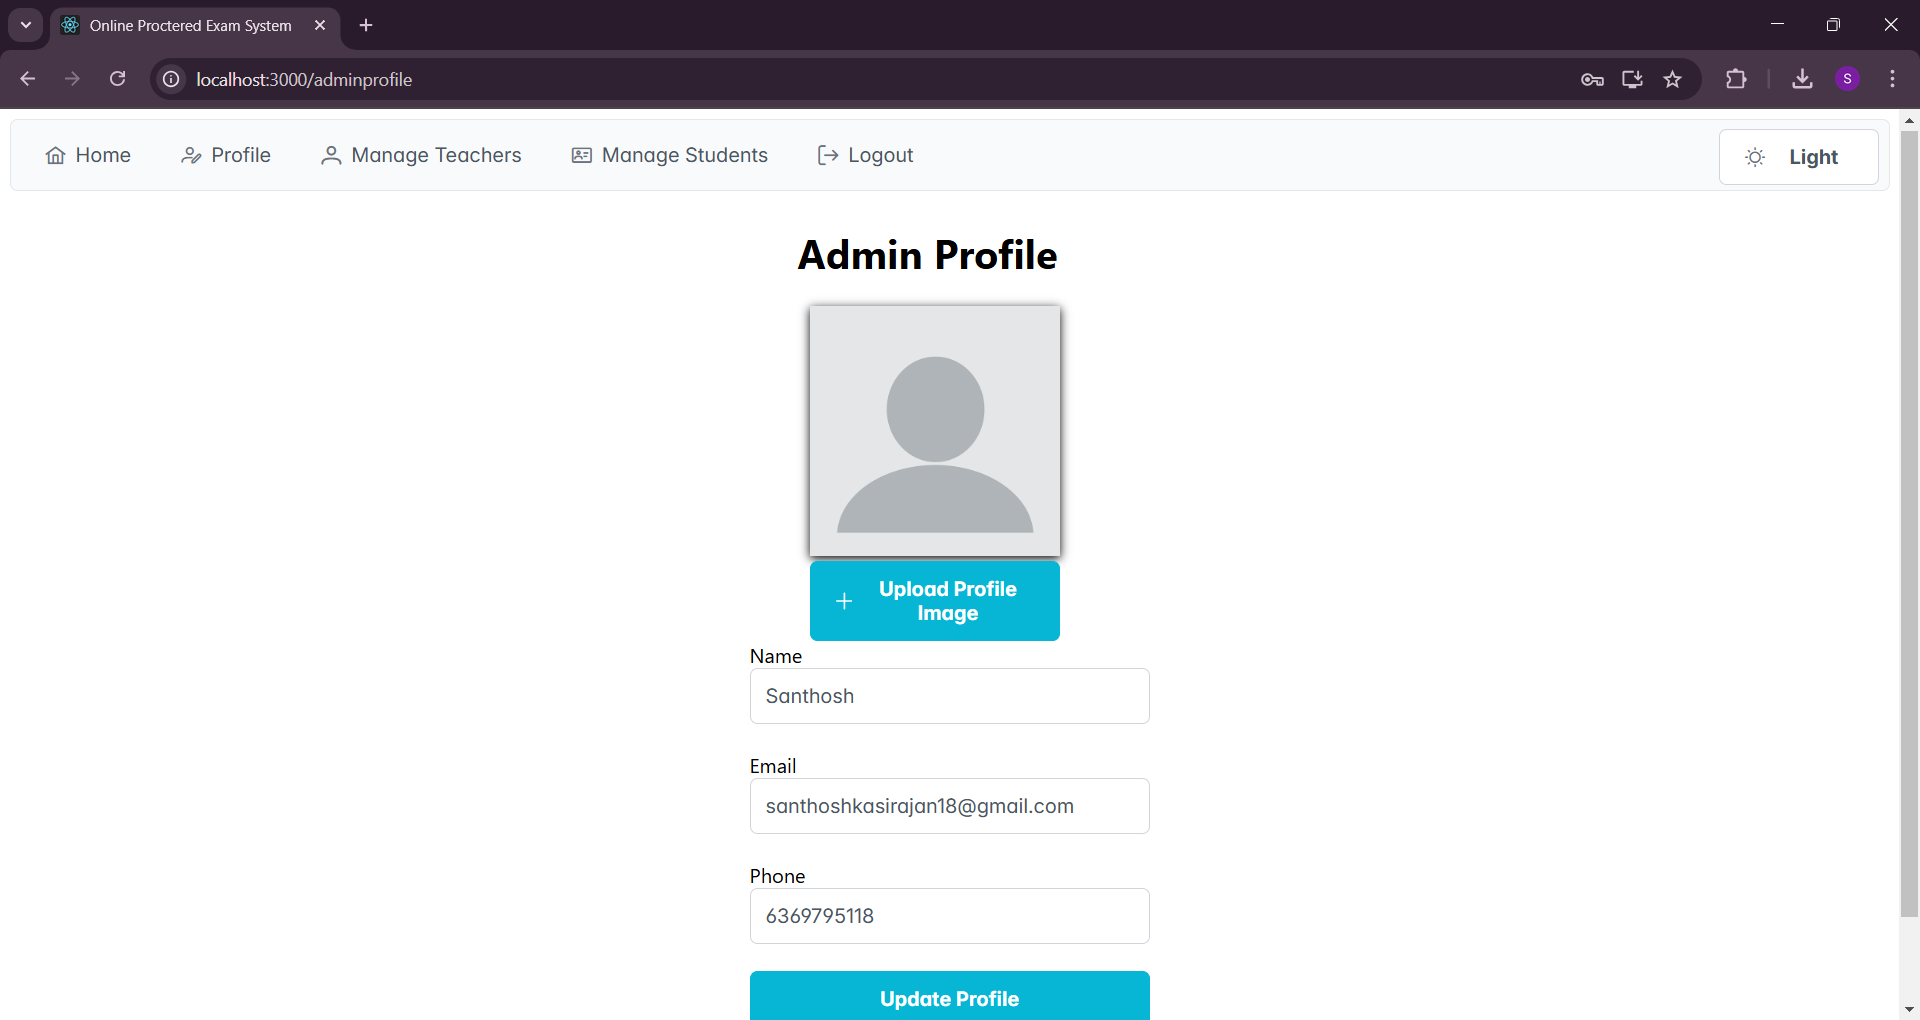 Online Proctered Exam System
localhost:3000/adminprofile
S
Home Profile Manage Teachers Manage Students Logout Light
Admin Profile
Upload Profile
Image
Name
Santhosh
Email
santhoshkasirajan18@gmail.com
Phone
6369795118
Update Profile